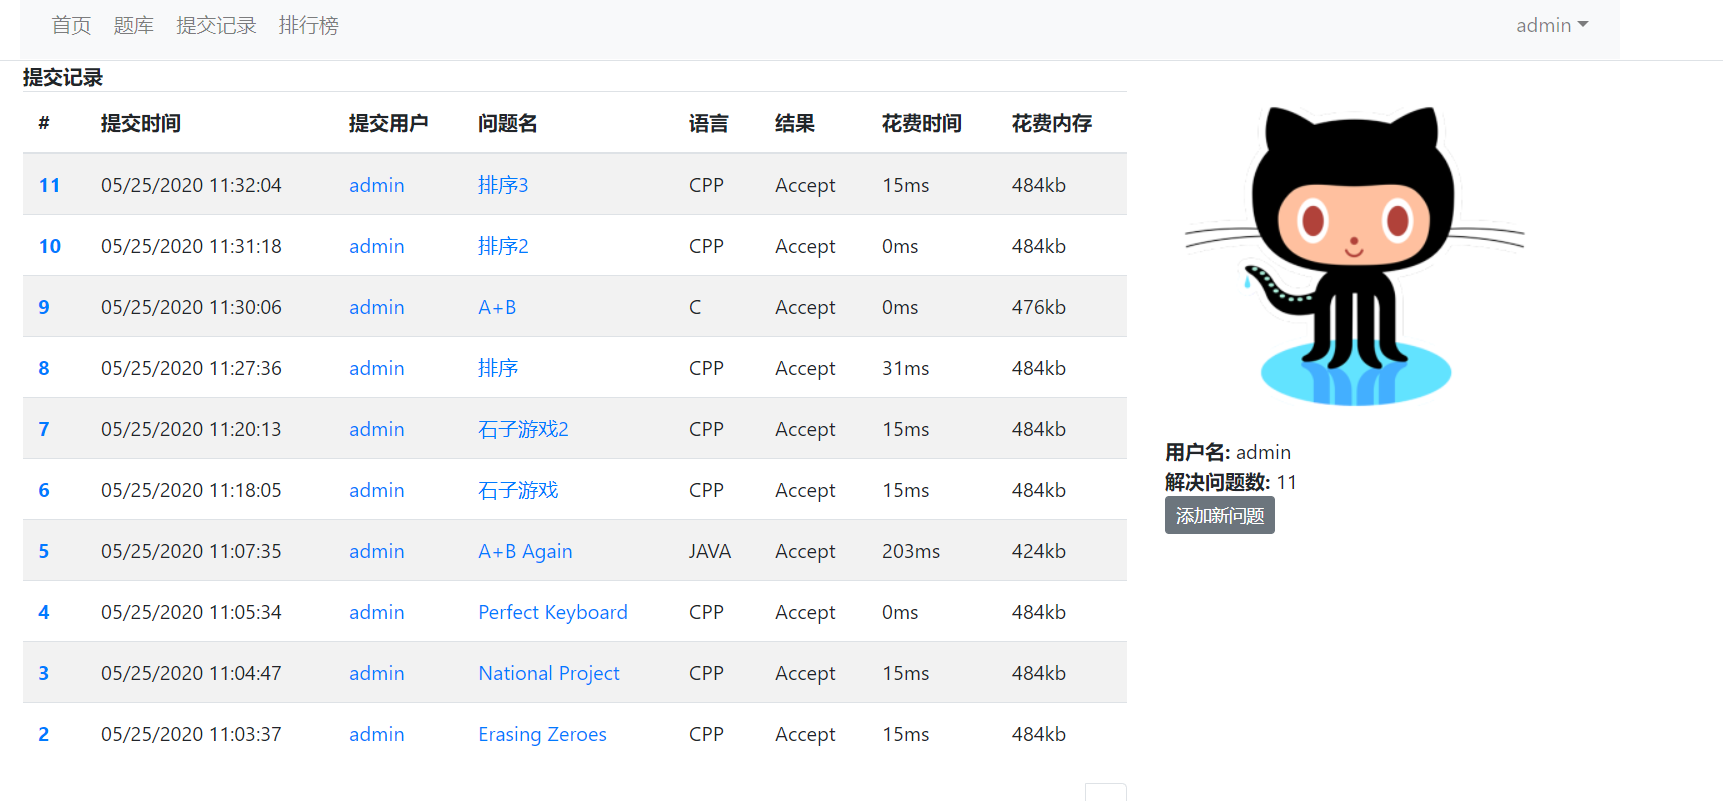 首页 题库 提交记录 排行榜 admin
提交记录
# 提交时间 提交用户 问题名 语言 结果 花费时间 花费内存
11 05/25/2020 11:32:04 admin 排序3 CPP Accept 15ms 484kb
10 05/25/2020 11:31:18 admin 排序2 CPP Accept 0ms 484kb
9 05/25/2020 11:30:06 admin A+B C Accept 0ms 476kb
8 05/25/2020 11:27:36 admin 排序 CPP Accept 31ms 484kb
7 05/25/2020 11:20:13 admin 石子游戏2 CPP Accept 15ms 484kb
6 05/25/2020 11:18:05 admin 石子游戏 CPP Accept 15ms 484kb
5 05/25/2020 11:07:35 admin A+B Again JAVA Accept 203ms 424kb
4 05/25/2020 11:05:34 admin Perfect Keyboard CPP Accept 0ms 484kb
3 05/25/2020 11:04:47 admin National Project CPP Accept 15ms 484kb
2 05/25/2020 11:03:37 admin Erasing Zeroes CPP Accept 15ms 484kb
用户名: admin
解决问题数: 11
添加新问题